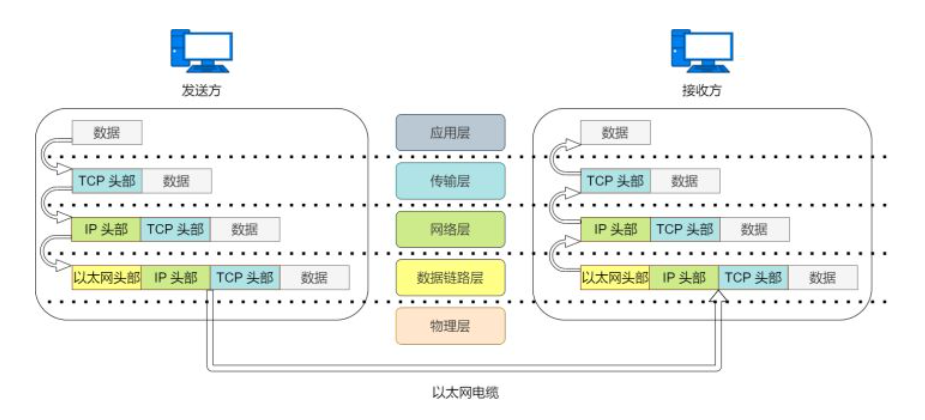 发送方
接收方
数据
应用层
数据
TCP 头部 数据
传输层
TCP 头部 数据
IP 头部 TCP 头部 数据
网络层
IP 头部 TCP 头部 数据
以太网头部 IP 头部 TCP 头部 数据
数据链路层
以太网头部 IP 头部 TCP 头部 数据
物理层
以太网电缆